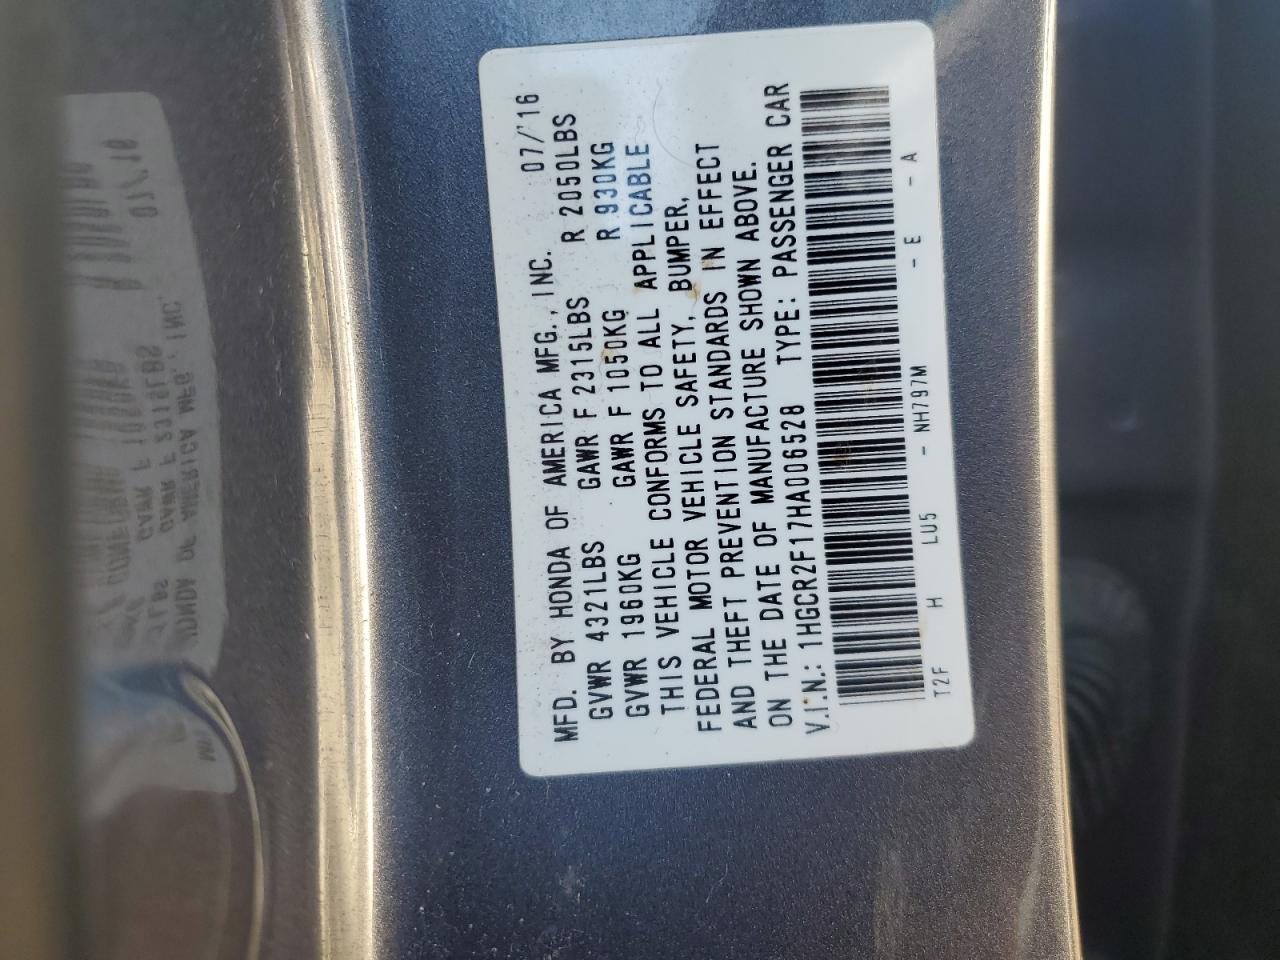 MFD. BY HONDA OF AMERICA MFG., INC. 07/'16
GVWR 4321LBS GAWR F 2315LBS R 2050LBS
GVWR 1960KG GAWR F 1050KG R 930KG
THIS VEHICLE CONFORMS TO ALL APPLICABLE
FEDERAL MOTOR VEHICLE SAFETY, BUMPER,
AND THEFT PREVENTION STANDARDS IN EFFECT
ON THE DATE OF MANUFACTURE SHOWN ABOVE.
V.I.N.: 1HGCR2F17HA006528 TYPE: PASSENGER CAR
T2F H LU5 - NH797M - E - A